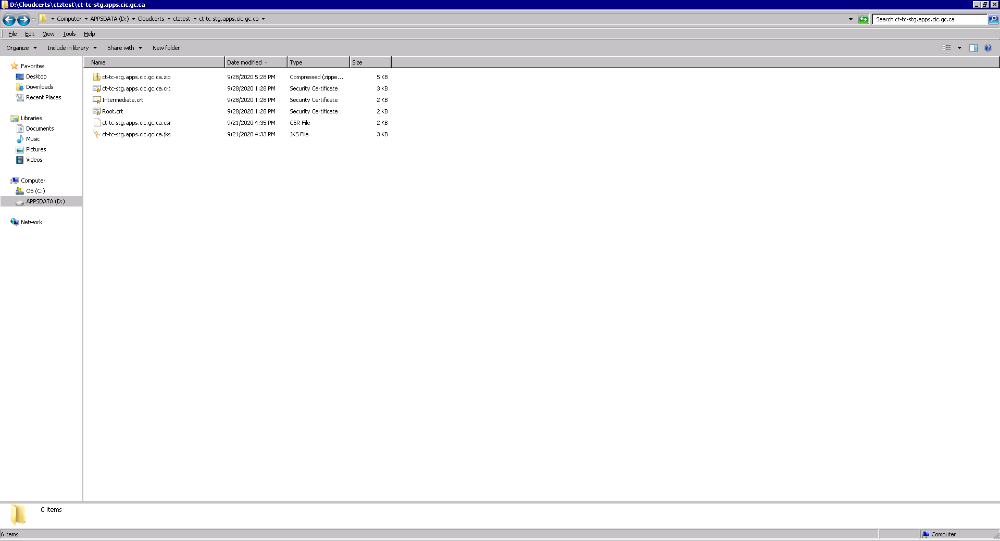 D:\Cloudcerts\ctztest\ct-tc-stg.apps.cic.gc.ca
Computer APPSDATA (D:) Cloudcerts ctztest ct-tc-stg.apps.cic.gc.ca Search ct-tc-stg.apps.cic.gc.ca
File Edit View Tools Help
Organize Include in library Share with New folder
Favorites
Desktop
Downloads
Recent Places
Libraries
Documents
Music
Pictures
Videos
Computer
OS (C:)
APPSDATA (D:)
Network
Name Date modified Type Size
ct-tc-stg.apps.cic.gc.ca.zip 9/28/2020 5:28 PM Compressed (zippe... 5 KB
ct-tc-stg.apps.cic.gc.ca.crt 9/28/2020 1:28 PM Security Certificate 3 KB
Intermediate.crt 9/28/2020 1:28 PM Security Certificate 2 KB
Root.crt 9/28/2020 1:28 PM Security Certificate 2 KB
ct-tc-stg.apps.cic.gc.ca.csr 9/21/2020 4:35 PM CSR File 2 KB
ct-tc-stg.apps.cic.gc.ca.jks 9/21/2020 4:33 PM JKS File 3 KB
6 items
6 items Computer